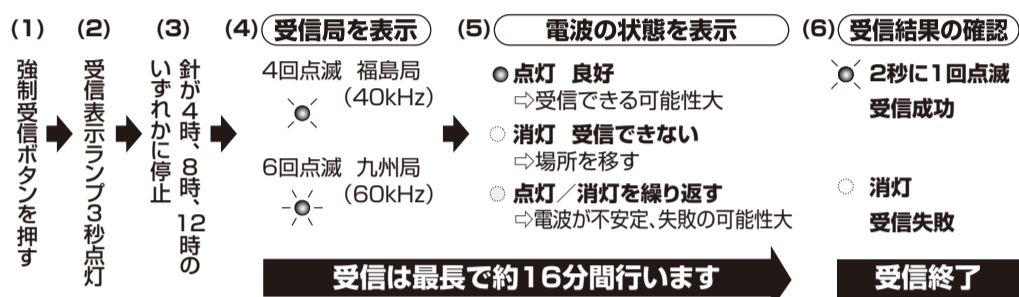 (1)
強制受信ボタンを押す
(2)
受信表示ランプ3秒点灯
(3)
針が4時、8時、12時の
いずれかに停止
(4) 受信局を表示
4回点滅 福島局
(40kHz)
6回点滅 九州局
(60kHz)
(5) 電波の状態を表示
点灯 良好
⇨受信できる可能性大
消灯 受信できない
⇨場所を移す
点灯／消灯を繰り返す
⇨電波が不安定、失敗の可能性大
受信は最長で約16分間行います
(6) 受信結果の確認
2秒に1回点滅
受信成功
消灯
受信失敗
受信終了